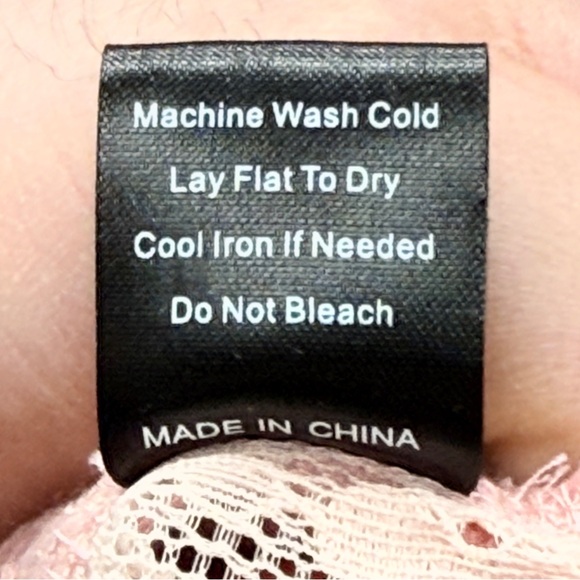 Machine Wash Cold
Lay Flat To Dry
Cool Iron If Needed
Do Not Bleach
MADE IN CHINA